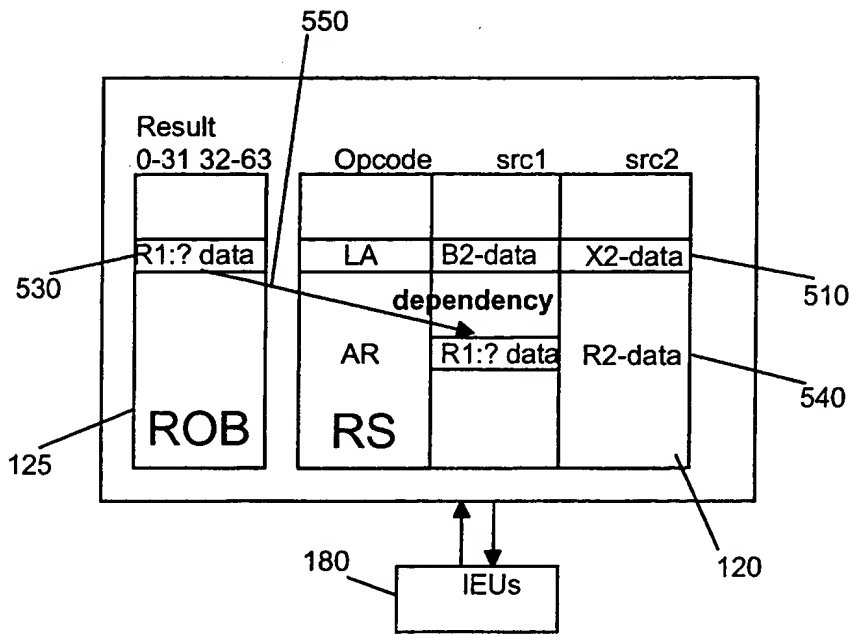 550
Result
0-31 32-63 Opcode src1 src2
R1:? data LA B2-data X2-data
530 510
dependency
AR R1:? data R2-data
540
ROB RS
125
120
180
IEUs